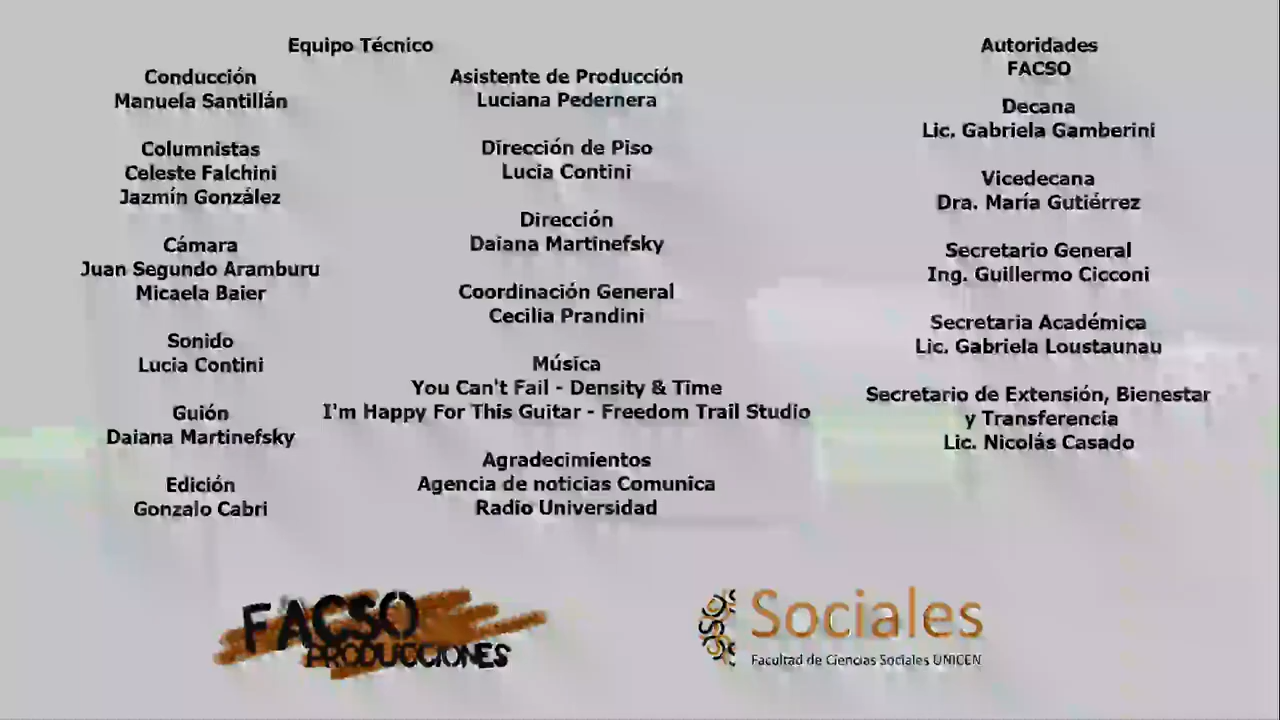 Equipo Técnico
Conducción
Manuela Santillán
Columnistas
Celeste Falchini
Jazmín González
Cámara
Juan Segundo Aramburu
Micaela Baier
Sonido
Lucia Contini
Guión
Daiana Martinefsky
Edición
Gonzalo Cabri
Asistente de Producción
Luciana Pedernera
Dirección de Piso
Lucia Contini
Dirección
Daiana Martinefsky
Coordinación General
Cecilia Prandini
Música
You Can't Fail - Density & Time
I'm Happy For This Guitar - Freedom Trail Studio
Agradecimientos
Agencia de noticias Comunica
Radio Universidad
Autoridades
FACSO
Decana
Lic. Gabriela Gamberini
Vicedecana
Dra. María Gutiérrez
Secretario General
Ing. Guillermo Cicconi
Secretaria Académica
Lic. Gabriela Loustaunau
Secretario de Extensión, Bienestar
y Transferencia
Lic. Nicolás Casado
FACSO
PRODUCCIONES
Sociales
Facultad de Ciencias Sociales UNICEN